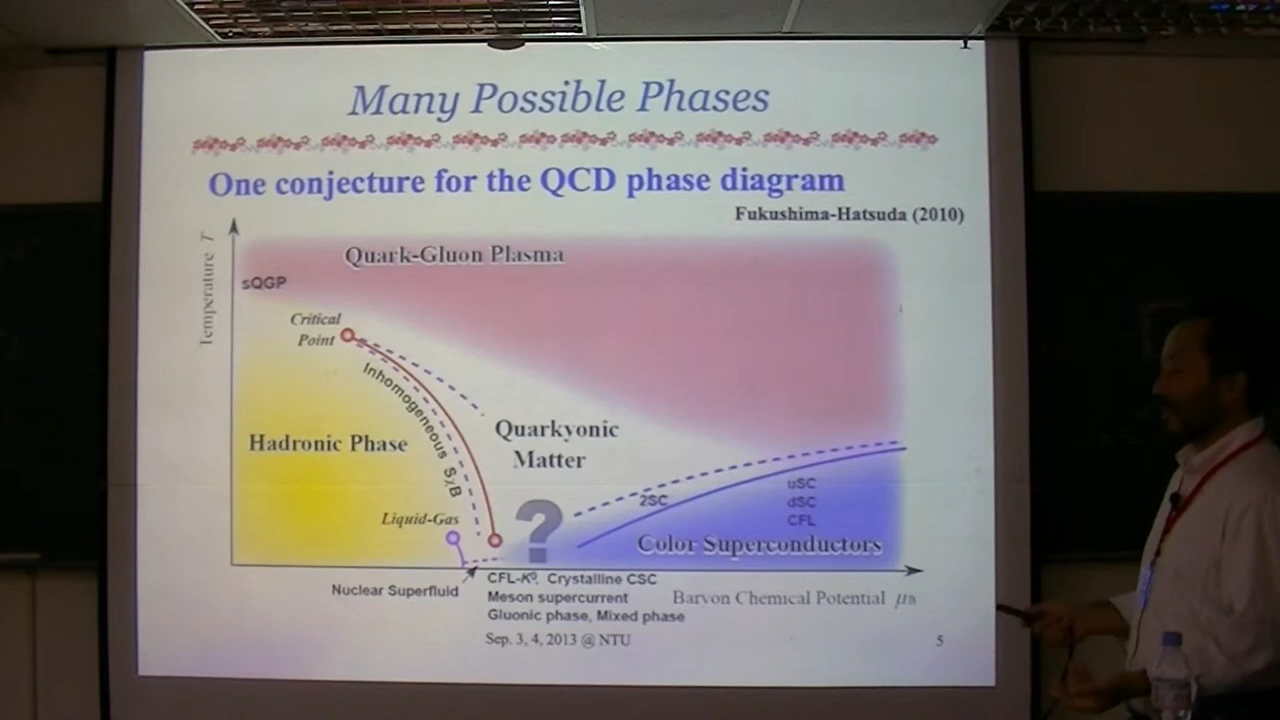 Many Possible Phases
One conjecture for the QCD phase diagram
Fukushima-Hatsuda (2010)
Temperature T
Quark-Gluon Plasma
sQGP
Critical
Point
Inhomogeneous SχB
Hadronic Phase
Quarkyonic
Matter
Liquid-Gas
?
2SC
uSC
dSC
CFL
Color Superconductors
Nuclear Superfluid
CFL-K⁰, Crystalline CSC
Meson supercurrent
Gluonic phase, Mixed phase
Baryon Chemical Potential μB
Sep. 3, 4, 2013 @ NTU
5